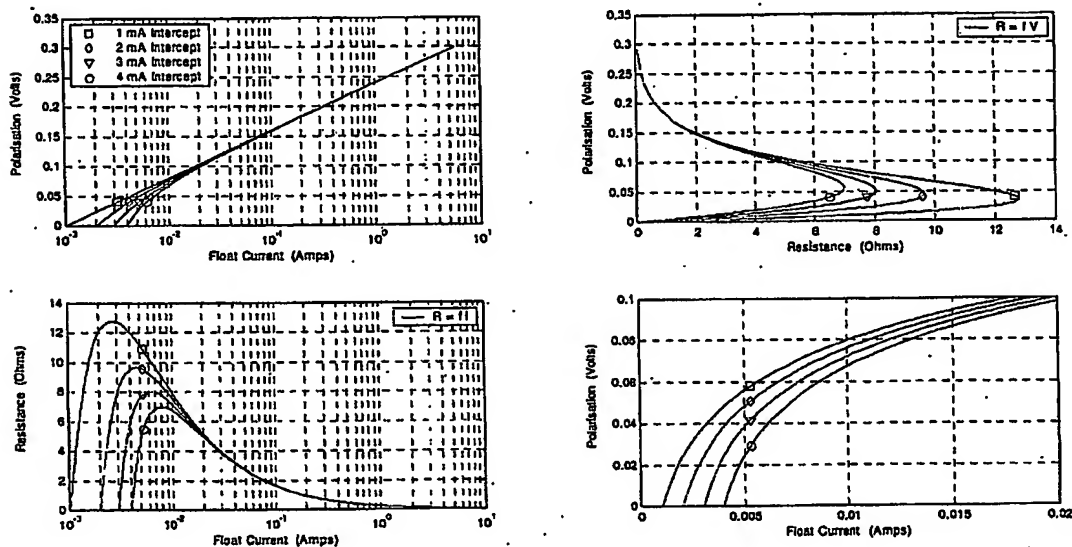 0.35
0.3
0.25
0.2
0.15
0.1
0.05
0
Polarisation (Volts)
1 mA Intercept
2 mA Intercept
3 mA Intercept
4 mA Intercept
10-3 10-2 10-1 100 101
Float Current (Amps)
0.35
0.3
0.25
0.2
0.15
0.1
0.05
0
Polarisation (Volts)
R = f V
0 2 4 6 8 10 12 14
Resistance (Ohms)
14
12
10
8
6
4
2
0
Resistance (Ohms)
R = f I
10-3 10-2 10-1 100 101
Float Current (Amps)
0.1
0.08
0.06
0.04
0.02
0
Polarisation (Volts)
0 0.005 0.01 0.015 0.02
Float Current (Amps)